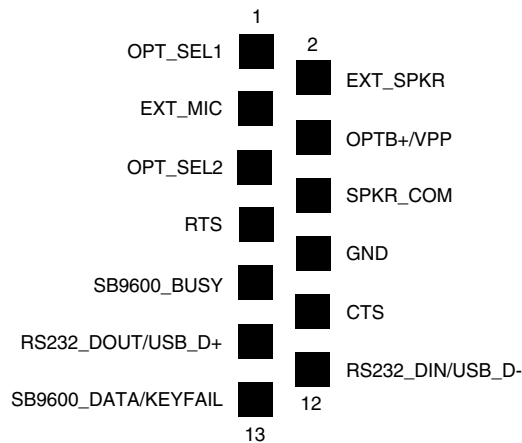 1
2
OPT_SEL1
EXT_SPKR
EXT_MIC
OPTB+/VPP
OPT_SEL2
SPKR_COM
RTS
GND
SB9600_BUSY
CTS
RS232_DOUT/USB_D+
RS232_DIN/USB_D-
SB9600_DATA/KEYFAIL
12
13